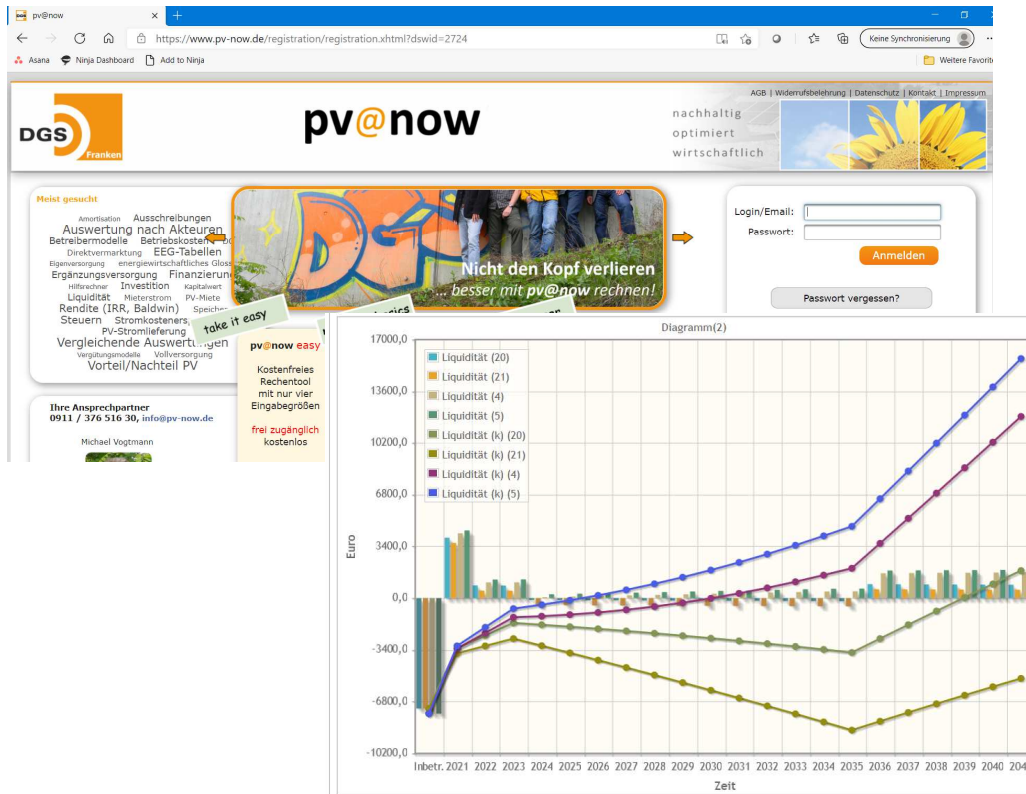 pv@now
https://www.pv-now.de/registration/registration.xhtml?dswid=2724
Keine Synchronisierung
Asana
Ninja Dashboard
Add to Ninja
Weitere Favorit
AGB | Widerrufsbelehrung | Datenschutz | Kontakt | Impressum
DGS
Franken
pv@now
nachhaltig
optimiert
wirtschaftlich
Meist gesucht
Amortisation Ausschreibungen
Auswertung nach Akteuren
Betreibermodelle Betriebskosten
Direktvermarktung EEG-Tabellen
Eigenversorgung energiewirtschaftliches Gloss
Ergänzungsversorgung Finanzierung
Hilfsrechner Investition Kapitalwert
Liquidität Mieterstrom PV-Miete
Rendite (IRR, Baldwin) Speicher
Steuern Stromkosteners
PV-Stromlieferung
Vergleichende Auswertungen
Vergütungsmodelle Vollversorgung
Vorteil/Nachteil PV
Nicht den Kopf verlieren
... besser mit pv@now rechnen!
take it easy
Login/Email:
Passwort:
Anmelden
Passwort vergessen?
pv@now easy
Kostenfreies
Rechentool
mit nur vier
Eingabegrößen
frei zugänglich
kostenlos
Ihre Ansprechpartner
0911 / 376 516 30, info@pv-now.de
Michael Vogtmann
Diagramm(2)
Liquidität (20)
Liquidität (21)
Liquidität (4)
Liquidität (5)
Liquidität (k) (20)
Liquidität (k) (21)
Liquidität (k) (4)
Liquidität (k) (5)
17000,0
13600,0
10200,0
6800,0
3400,0
0,0
-3400,0
-6800,0
-10200,0
Euro
Inbetr. 2021 2022 2023 2024 2025 2026 2027 2028 2029 2030 2031 2032 2033 2034 2035 2036 2037 2038 2039 2040 204
Zeit